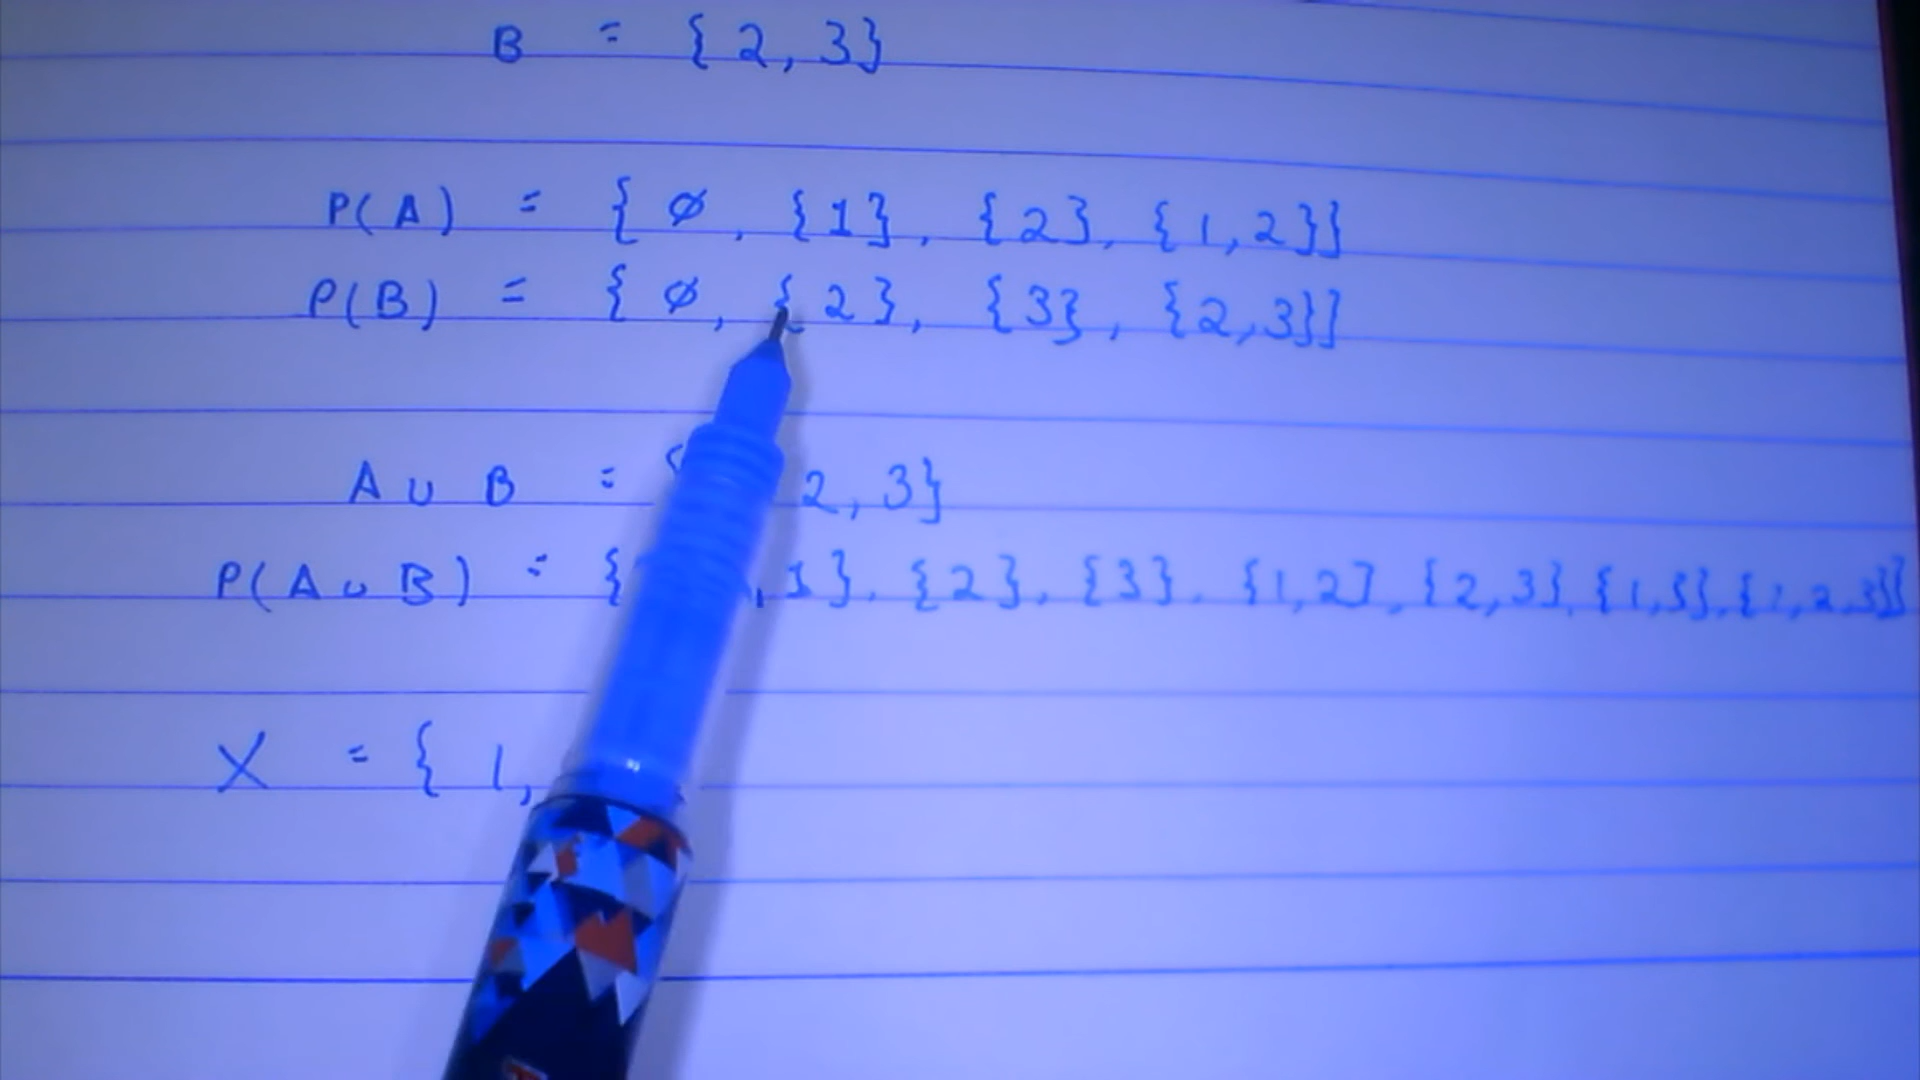 B = {2, 3}
P(A) = { ∅, {1}, {2}, {1,2}}
P(B) = { ∅, {2}, {3}, {2,3}}
A ∪ B = { 2, 3}
P(A ∪ B) = { , 1}, {2}, {3}, {1,2}, {2,3}, {1,3}, {1,2,3}}
X = { 1,